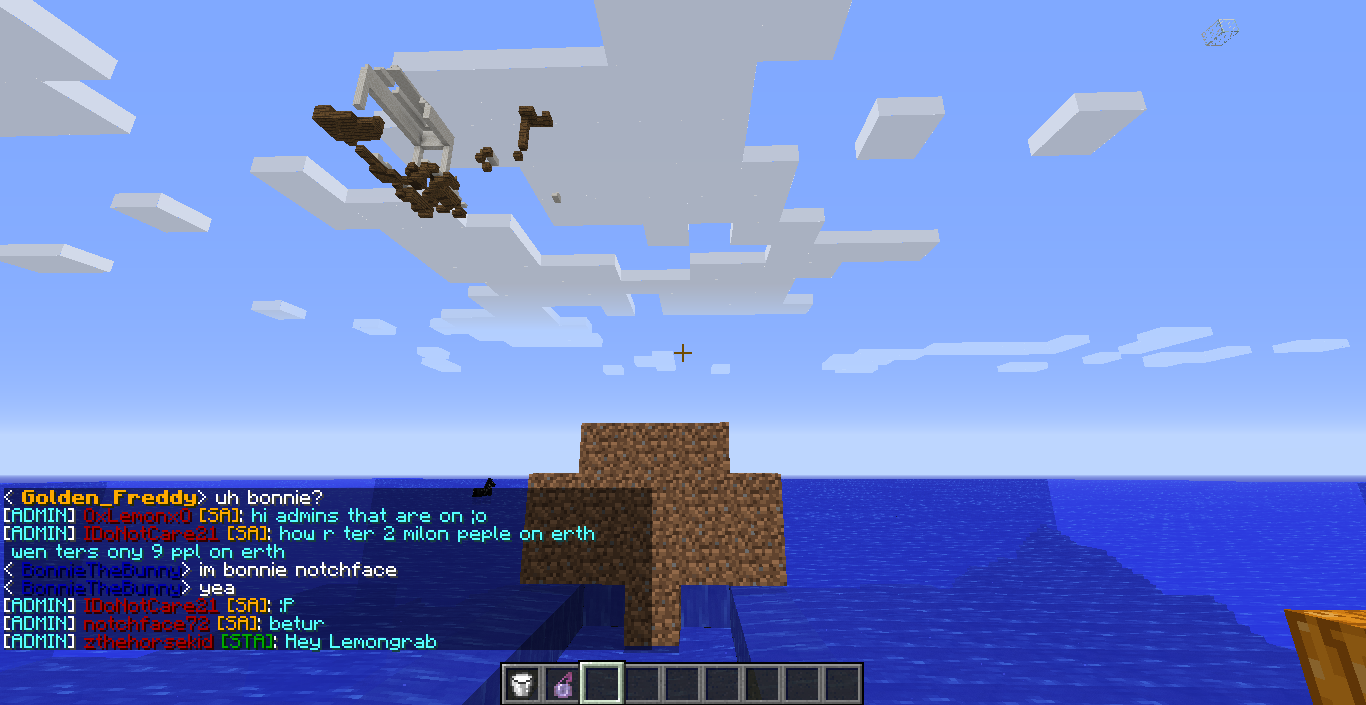 < Golden_Freddy> uh bonnie?
[ADMIN] 0xLemonx0 [SA]: hi admins that are on ;o
[ADMIN] IDoNotCare21 [SA]: how r ter 2 milon peple on erth
wen ters ony 9 ppl on erth
< BonnieTheBunny> im bonnie notchface
< BonnieTheBunny> yea
[ADMIN] IDoNotCare21 [SA]: :P
[ADMIN] notchface72 [SA]: betur
[ADMIN] zthehorsekid [STA]: Hey Lemongrab